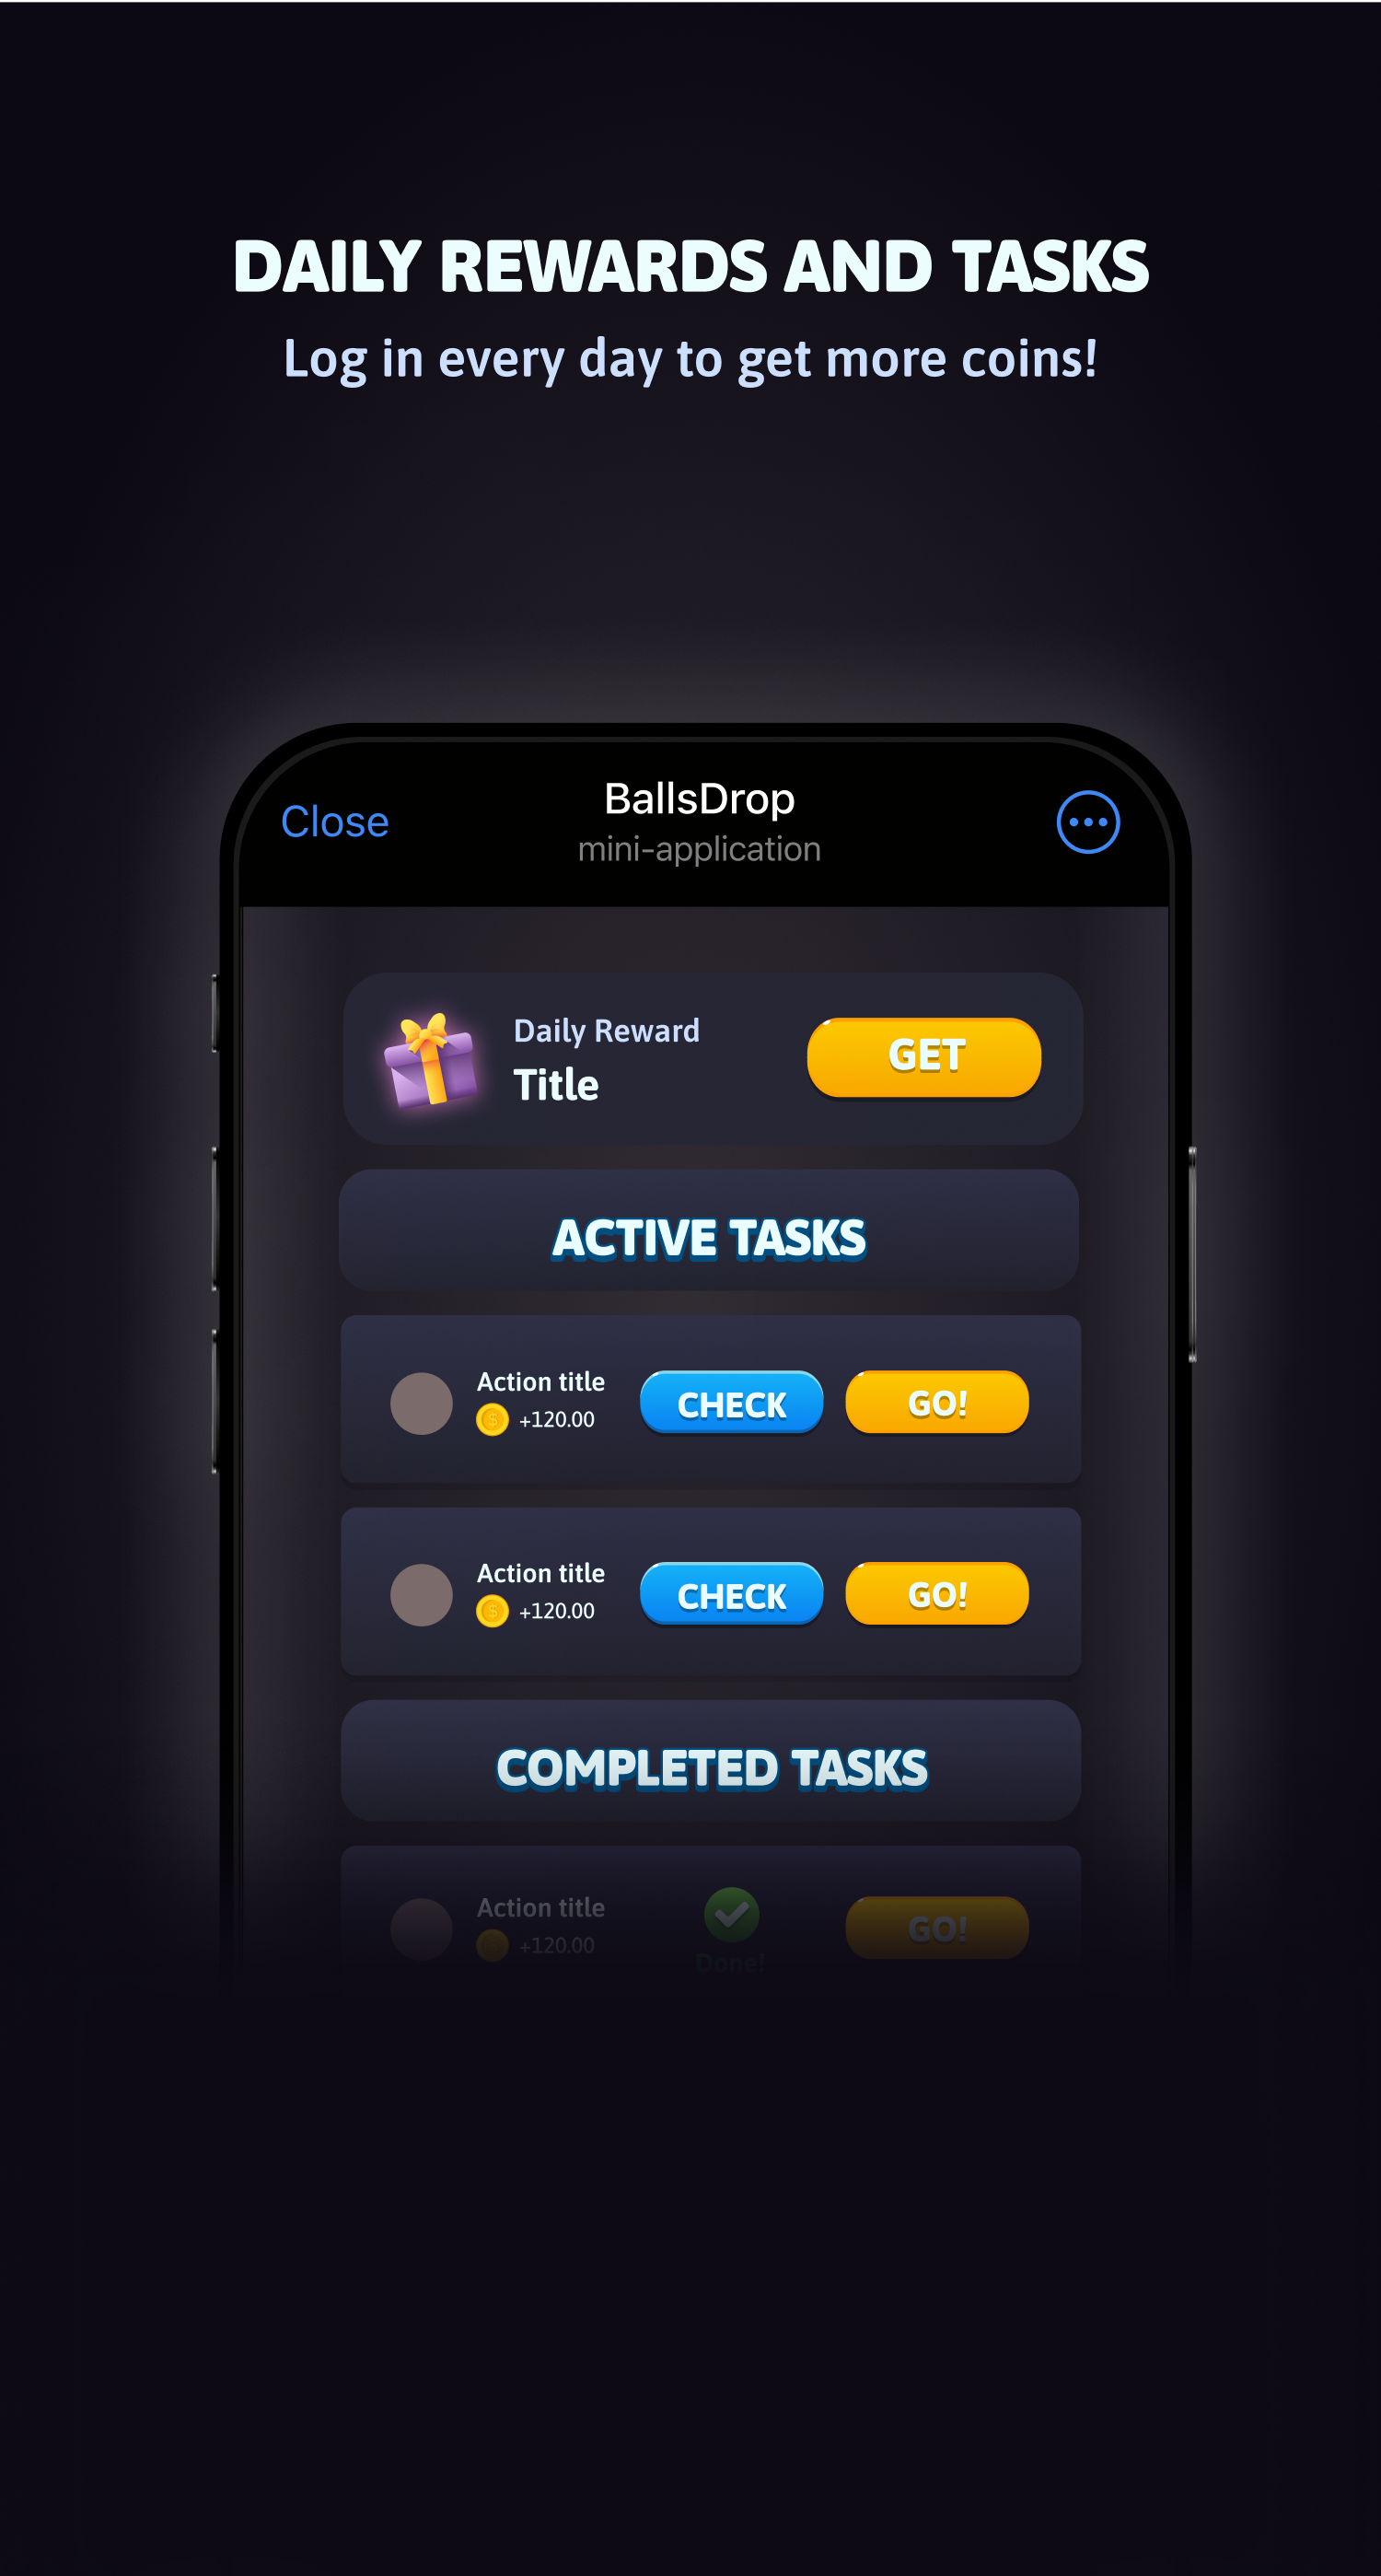 DAILY REWARDS AND TASKS
Log in every day to get more coins!
Close
BallsDrop
mini-application
Daily Reward
Title
GET
ACTIVE TASKS
Action title
+120.00
CHECK
GO!
Action title
+120.00
CHECK
GO!
COMPLETED TASKS
Action title
+120.00
Done!
GO!